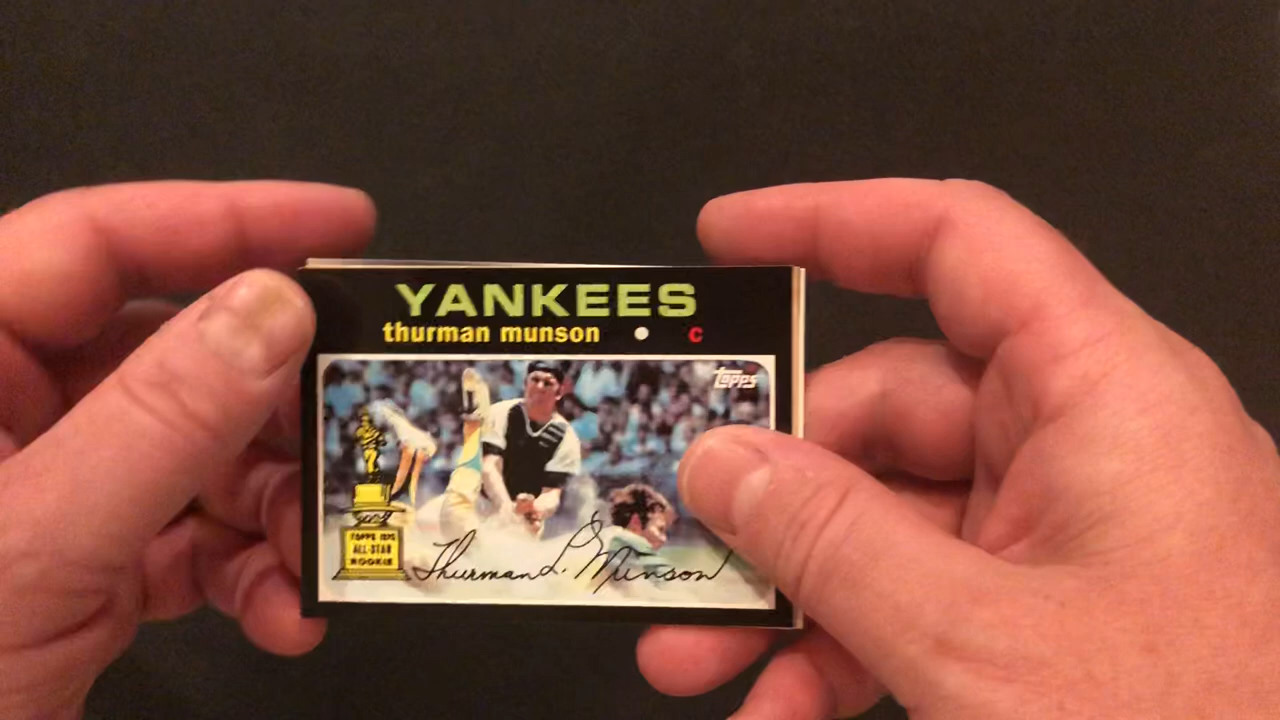 YANKEES
thurman munson • c
Topps
TOPPS 1970
ALL-STAR
ROOKIE
Thurman L. Munson